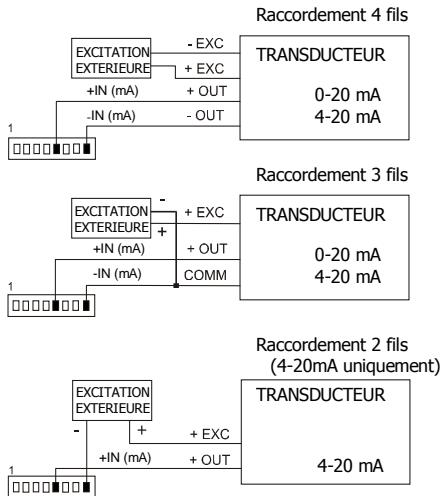 Raccordement 4 fils
EXCITATION
EXTERIEURE
- EXC
+ EXC
+IN (mA)
+ OUT
-IN (mA)
- OUT
TRANSDUCTEUR
0-20 mA
4-20 mA
1
Raccordement 3 fils
EXCITATION
EXTERIEURE
-
+
+ EXC
+IN (mA)
+ OUT
-IN (mA)
COMM
TRANSDUCTEUR
0-20 mA
4-20 mA
1
Raccordement 2 fils
(4-20mA uniquement)
EXCITATION
EXTERIEURE
-
+
+ EXC
+IN (mA)
+ OUT
TRANSDUCTEUR
4-20 mA
1